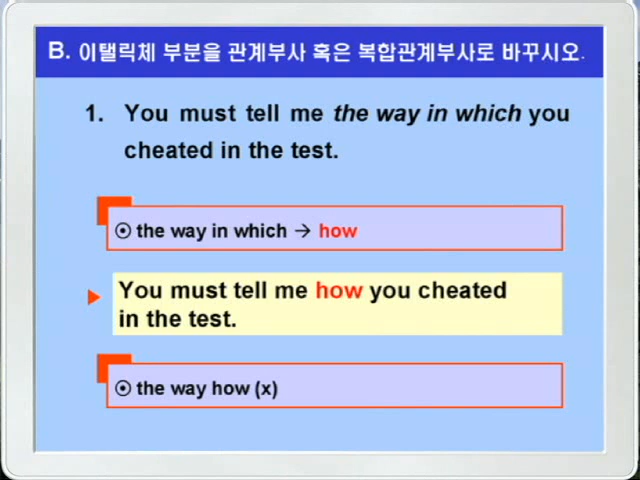 B. 이탤릭체 부분을 관계부사 혹은 복합관계부사로 바꾸시오.
1. You must tell me the way in which you
cheated in the test.
⊙ the way in which → how
You must tell me how you cheated
in the test.
⊙ the way how (x)